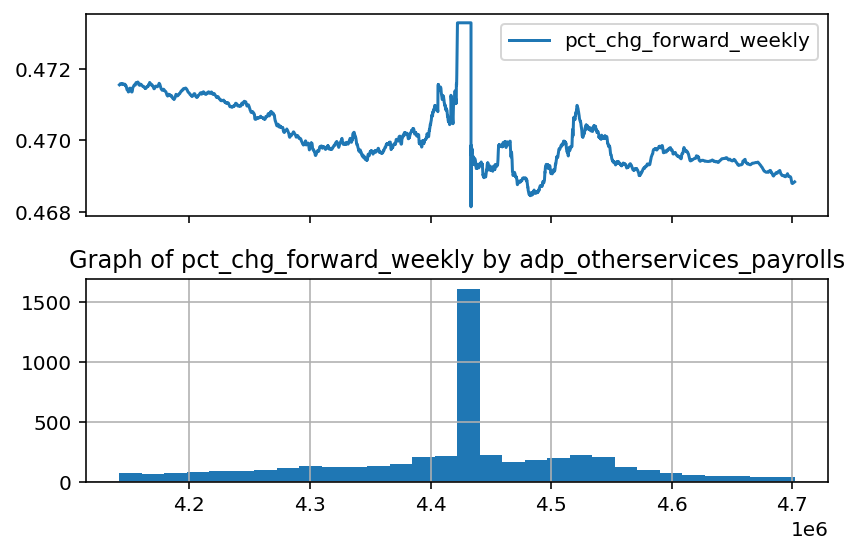 pct_chg_forward_weekly
0.472
0.470
0.468
Graph of pct_chg_forward_weekly by adp_otherservices_payrolls
1500
1000
500
0
4.2 4.3 4.4 4.5 4.6 4.7
1e6